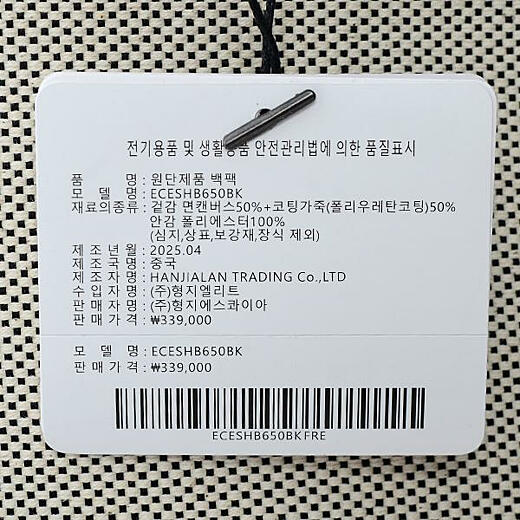 전기용품 및 생활용품 안전관리법에 의한 품질표시
품 명 : 원단제품 백팩
모 델 명 : ECESHB650BK
재료의종류 : 겉감 면캔버스50%+코팅가죽(폴리우레탄코팅)50%
안감 폴리에스터100%
(심지,상표,보강재,장식 제외)
제 조 년 월 : 2025.04
제 조 국 명 : 중국
제 조 자 명 : HANJIALAN TRADING Co.,LTD
수 입 자 명 : (주)형지엘리트
판 매 자 명 : (주)형지에스콰이아
판 매 가 격 : ₩339,000
모 델 명 : ECESHB650BK
판 매 가 격 : ₩339,000
ECESHB650BKFRE